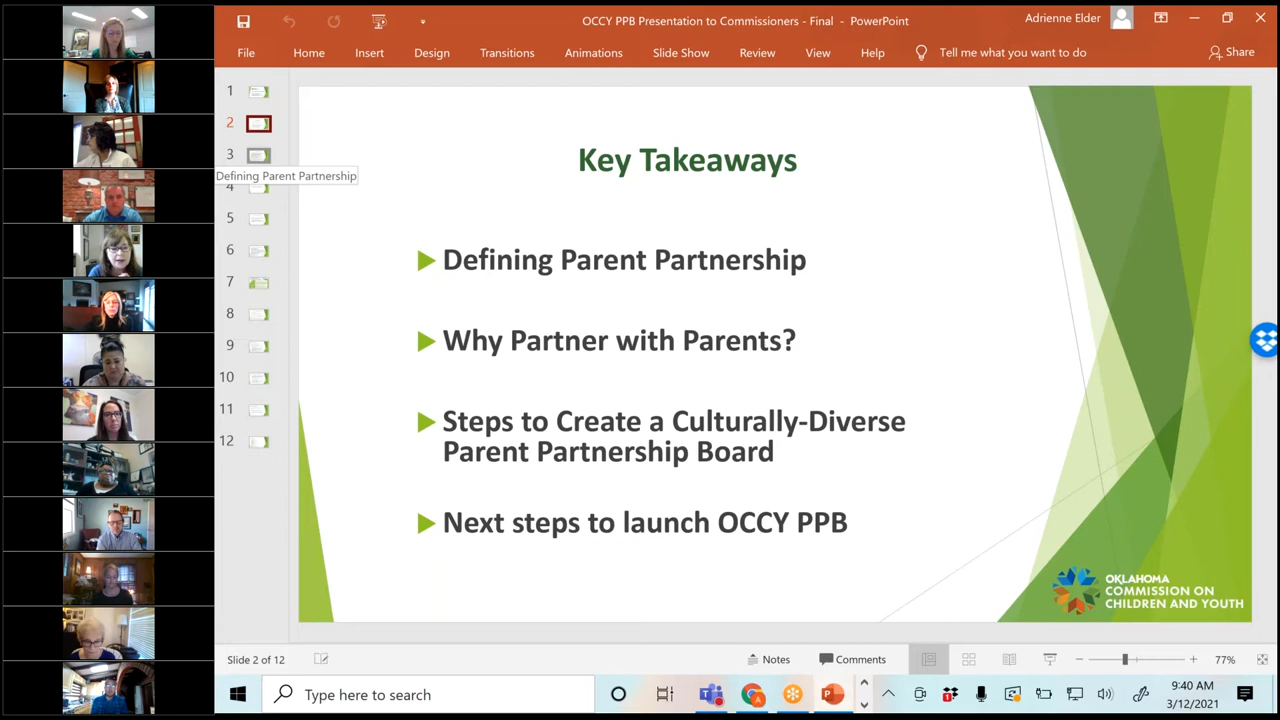 OCCY PPB Presentation to Commissioners - Final - PowerPoint
Adrienne Elder
File Home Insert Design Transitions Animations Slide Show Review View Help Tell me what you want to do Share
1
2
3
Defining Parent Partnership
4
5
6
7
8
9
10
11
12
Key Takeaways
Defining Parent Partnership
Why Partner with Parents?
Steps to Create a Culturally-Diverse
Parent Partnership Board
Next steps to launch OCCY PPB
OKLAHOMA
COMMISSION ON
CHILDREN AND YOUTH
Slide 2 of 12
Notes Comments 77%
Type here to search
9:40 AM
3/12/2021